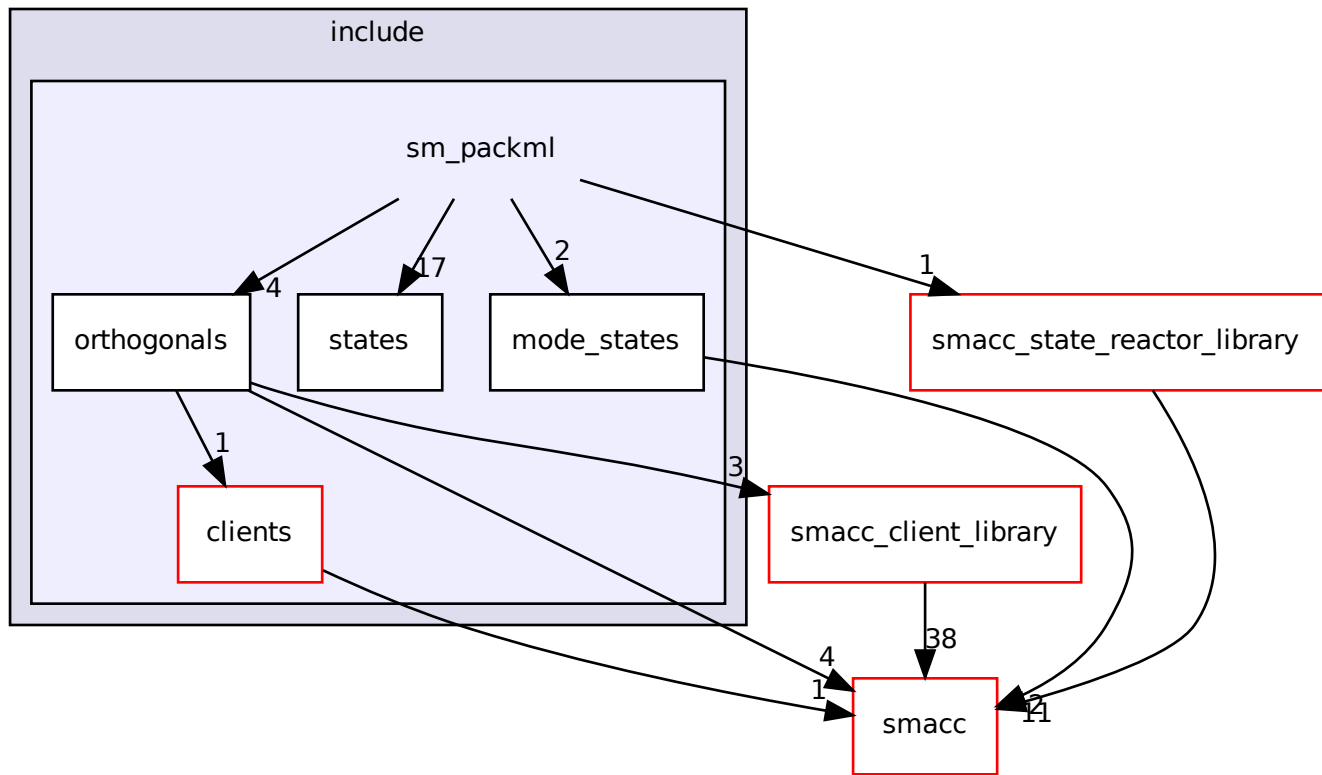 include
sm_packml
4
17
2
1
orthogonals
states
mode_states
smacc_state_reactor_library
1
3
clients
smacc_client_library
4
1
38
2
11
smacc